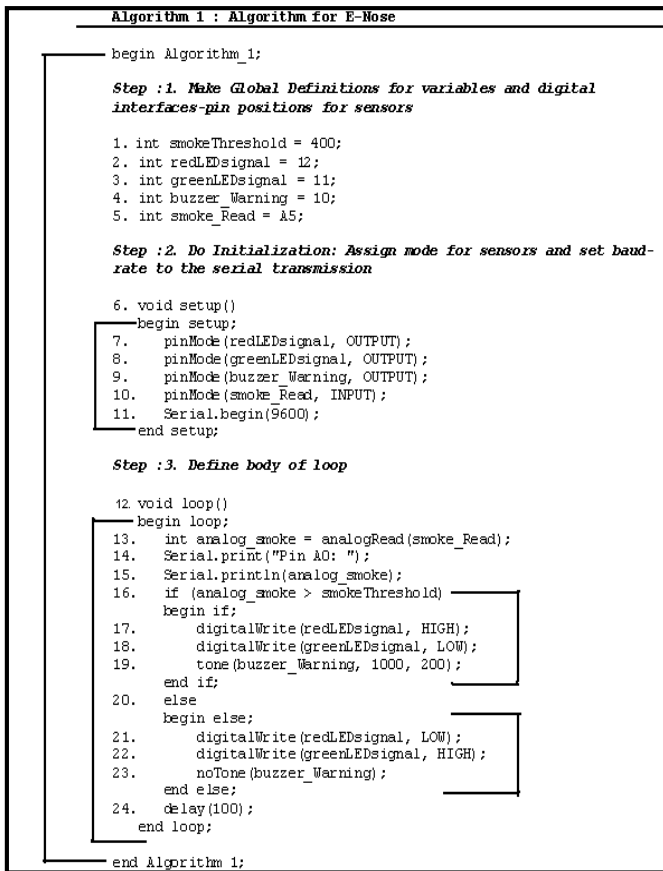 Algorithm 1 : Algorithm for E-Nose
begin Algorithm_1;
Step :1. Make Global Definitions for variables and digital
interfaces-pin positions for sensors
1. int smokeThreshold = 400;
2. int redLEDsignal = 12;
3. int greenLEDsignal = 11;
4. int buzzer_Warning = 10;
5. int smoke_Read = A5;
Step :2. Do Initialization: Assign mode for sensors and set baud-
rate to the serial transmission
6. void setup()
begin setup;
7. pinMode(redLEDsignal, OUTPUT);
8. pinMode(greenLEDsignal, OUTPUT);
9. pinMode(buzzer_Warning, OUTPUT);
10. pinMode(smoke_Read, INPUT);
11. Serial.begin(9600);
end setup;
Step :3. Define body of loop
12. void loop()
begin loop;
13. int analog_smoke = analogRead(smoke_Read);
14. Serial.print("Pin A0: ");
15. Serial.println(analog_smoke);
16. if (analog_smoke > smokeThreshold)
begin if;
17. digitalWrite(redLEDsignal, HIGH);
18. digitalWrite(greenLEDsignal, LOW);
19. tone(buzzer_Warning, 1000, 200);
end if;
20. else
begin else;
21. digitalWrite(redLEDsignal, LOW);
22. digitalWrite(greenLEDsignal, HIGH);
23. noTone(buzzer_Warning);
end else;
24. delay(100);
end loop;
end Algorithm 1;